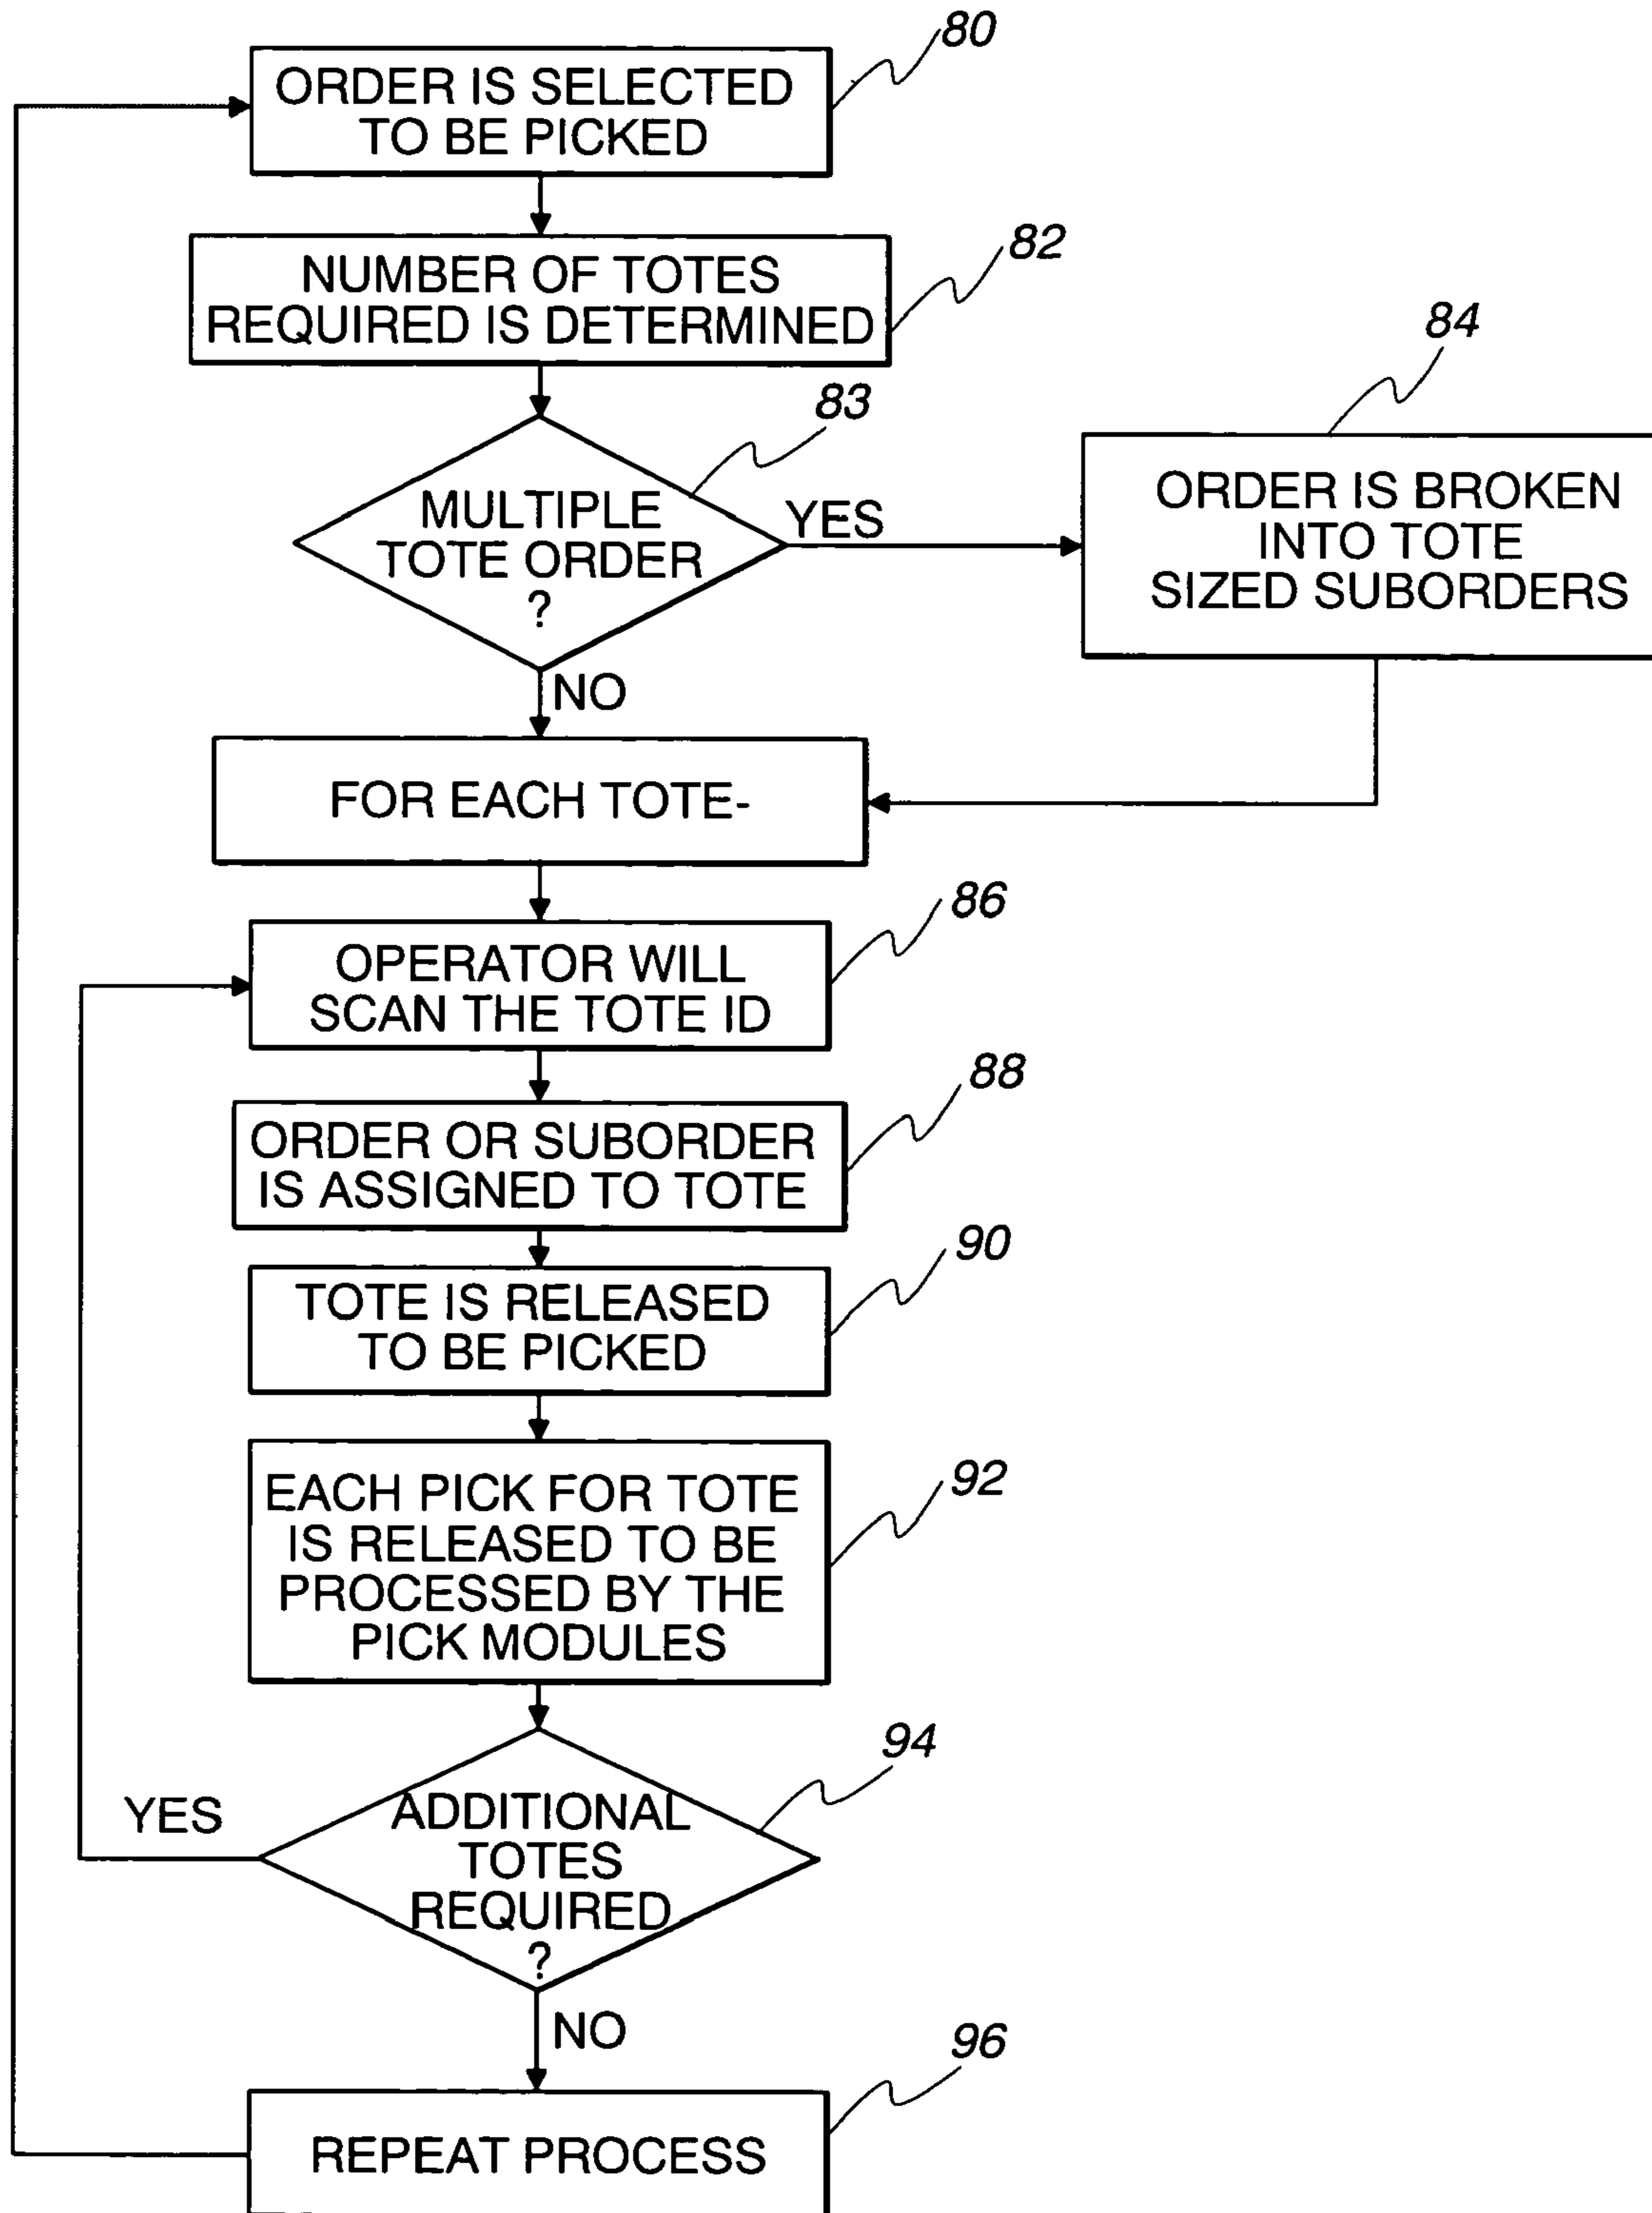 80
ORDER IS SELECTED
TO BE PICKED
82
NUMBER OF TOTES
REQUIRED IS DETERMINED
83
MULTIPLE
TOTE ORDER
?
YES
84
ORDER IS BROKEN
INTO TOTE
SIZED SUBORDERS
NO
FOR EACH TOTE-
86
OPERATOR WILL
SCAN THE TOTE ID
88
ORDER OR SUBORDER
IS ASSIGNED TO TOTE
90
TOTE IS RELEASED
TO BE PICKED
92
EACH PICK FOR TOTE
IS RELEASED TO BE
PROCESSED BY THE
PICK MODULES
94
ADDITIONAL
TOTES
REQUIRED
?
YES
NO
96
REPEAT PROCESS